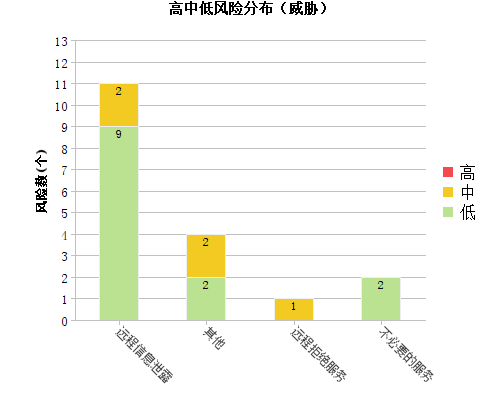 高中低风险分布（威胁）
13
12
11
10
9
8
7
6
5
4
3
2
1
0
风险数(个)
2
9
2
2
1
2
远程信息泄露
其他
远程拒绝服务
不必要的服务
高
中
低